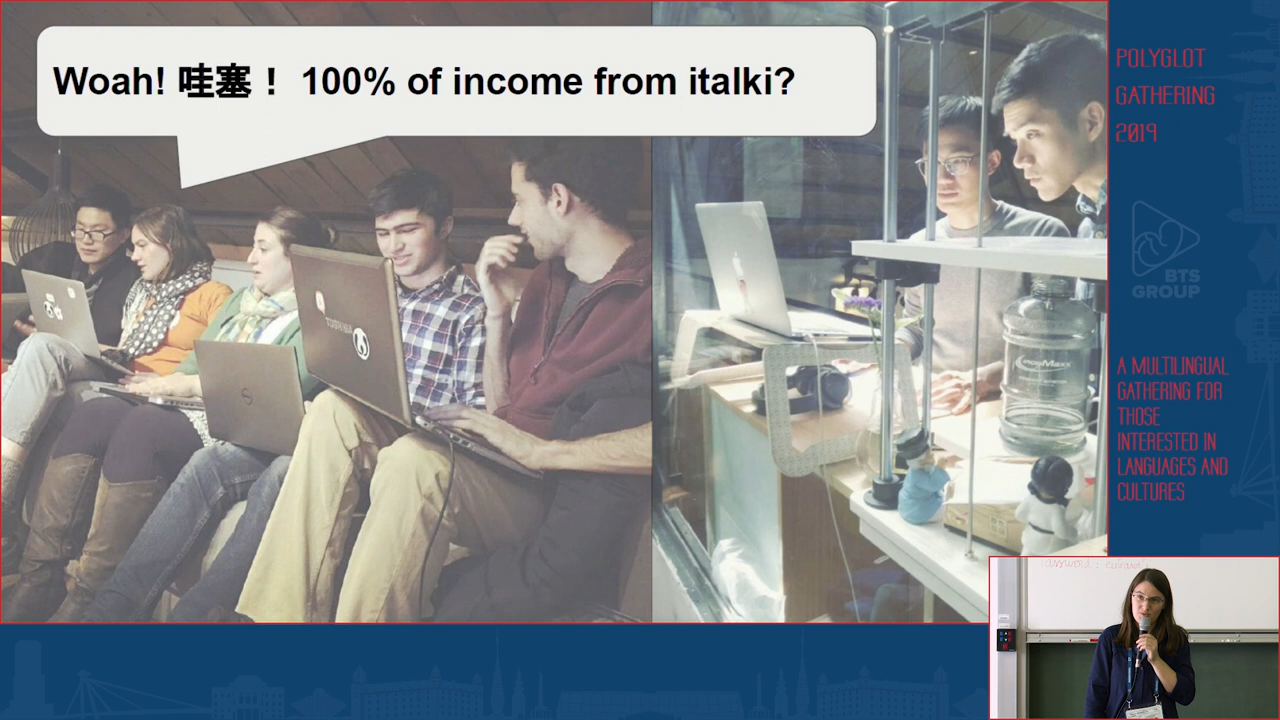 Woah! 哇塞！ 100% of income from italki?
POLYGLOT
GATHERING
2019
BTS
GROUP
A MULTILINGUAL
GATHERING FOR
THOSE
INTERESTED IN
LANGUAGES AND
CULTURES
TOSHIBA